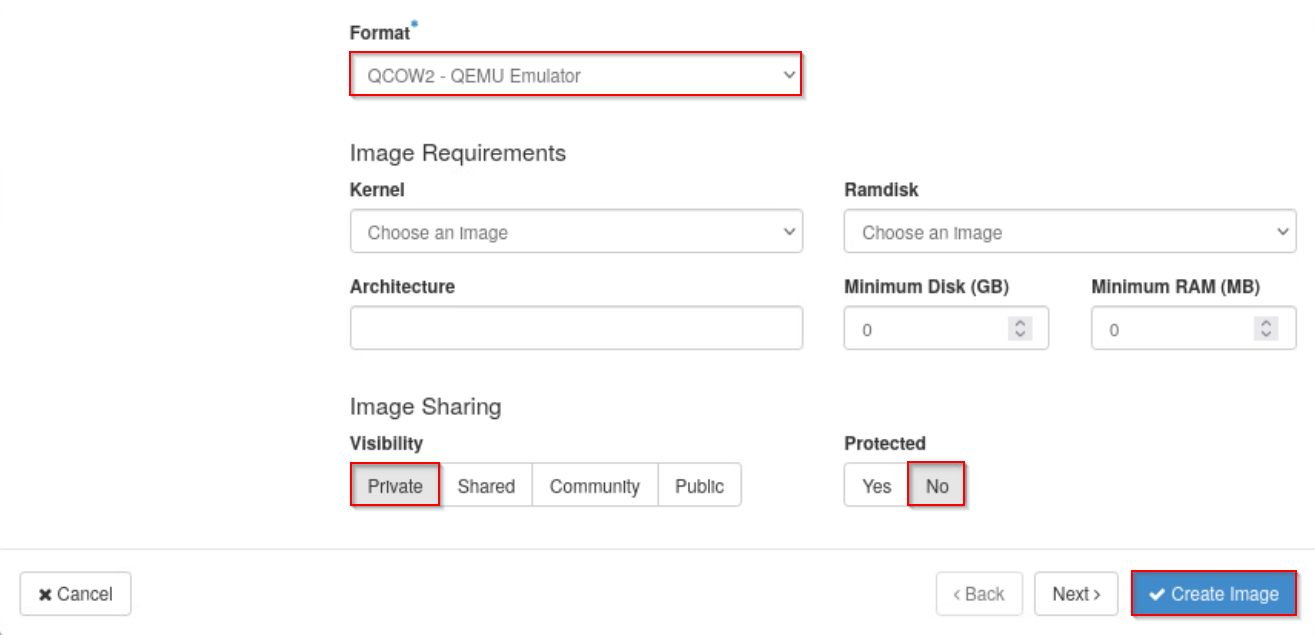 Format*
QCOW2 - QEMU Emulator
Image Requirements
Kernel Ramdisk
Choose an image Choose an image
Architecture Minimum Disk (GB) Minimum RAM (MB)
0 0
Image Sharing
Visibility Protected
Private Shared Community Public Yes No
✖ Cancel ‹ Back Next › ✔ Create Image